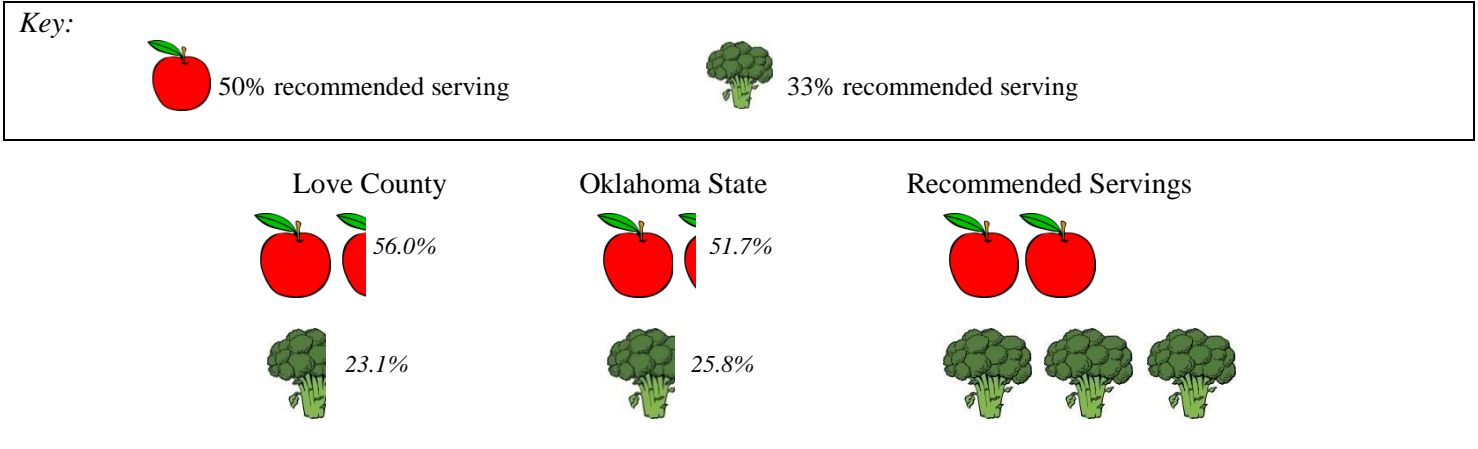 Key:
50% recommended serving 33% recommended serving
Love County Oklahoma State Recommended Servings
56.0% 51.7%
23.1% 25.8%